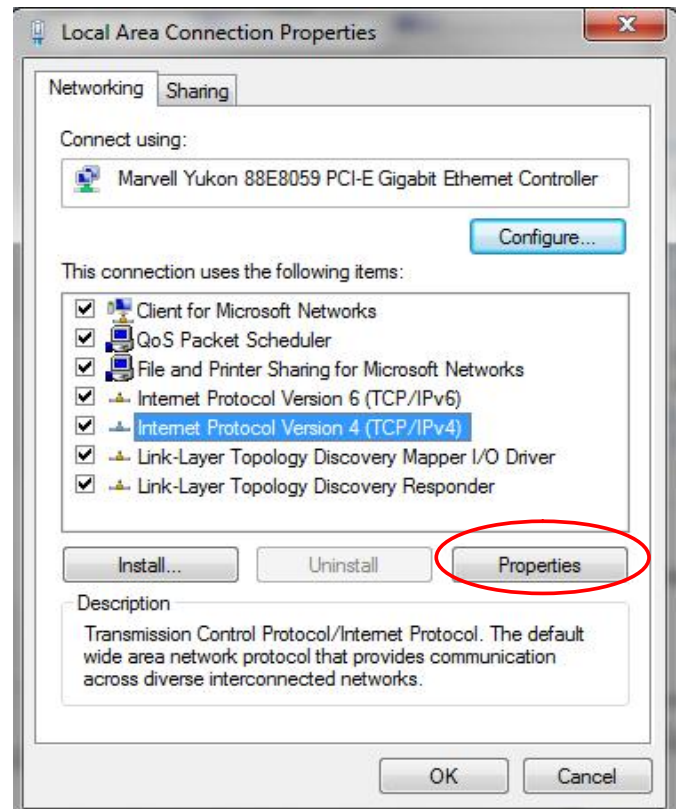 Local Area Connection Properties
Networking
Sharing
Connect using:
Marvell Yukon 88E8059 PCI-E Gigabit Ethernet Controller
Configure...
This connection uses the following items:
Client for Microsoft Networks
QoS Packet Scheduler
File and Printer Sharing for Microsoft Networks
Internet Protocol Version 6 (TCP/IPv6)
Internet Protocol Version 4 (TCP/IPv4)
Link-Layer Topology Discovery Mapper I/O Driver
Link-Layer Topology Discovery Responder
Install...
Uninstall
Properties
Description
Transmission Control Protocol/Internet Protocol. The default
wide area network protocol that provides communication
across diverse interconnected networks.
OK
Cancel